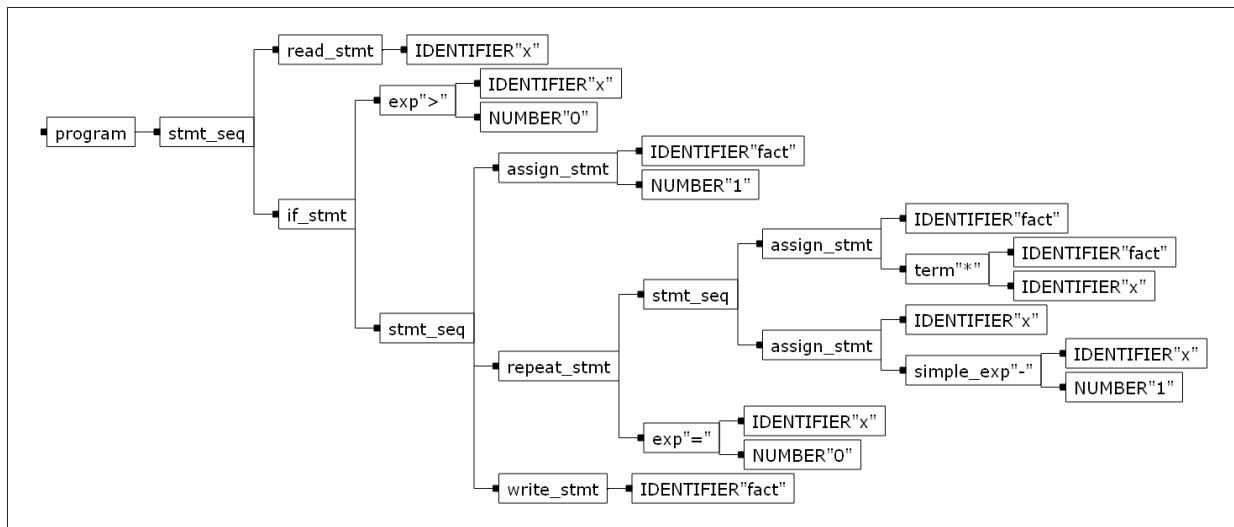 read_stmt
IDENTIFIER"x"
exp">"
IDENTIFIER"x"
NUMBER"0"
program
stmt_seq
assign_stmt
IDENTIFIER"fact"
NUMBER"1"
if_stmt
assign_stmt
IDENTIFIER"fact"
term"*"
IDENTIFIER"fact"
IDENTIFIER"x"
stmt_seq
stmt_seq
assign_stmt
IDENTIFIER"x"
simple_exp"-"
IDENTIFIER"x"
NUMBER"1"
repeat_stmt
exp"="
IDENTIFIER"x"
NUMBER"0"
write_stmt
IDENTIFIER"fact"